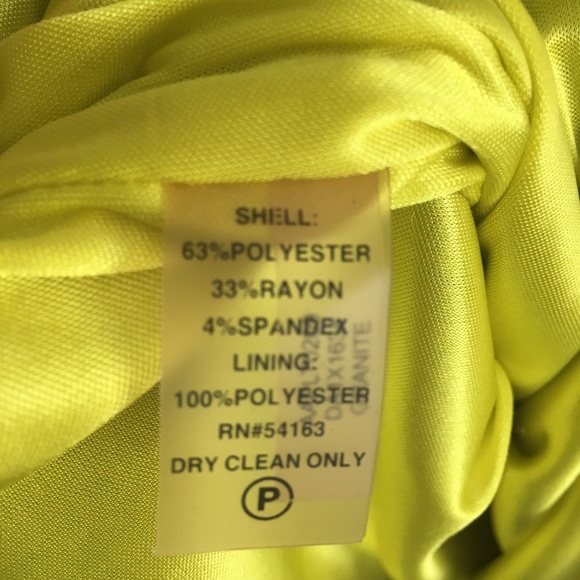 SHELL:
63%POLYESTER
33%RAYON
4%SPANDEX
LINING:
100%POLYESTER
RN#54163
DRY CLEAN ONLY
P